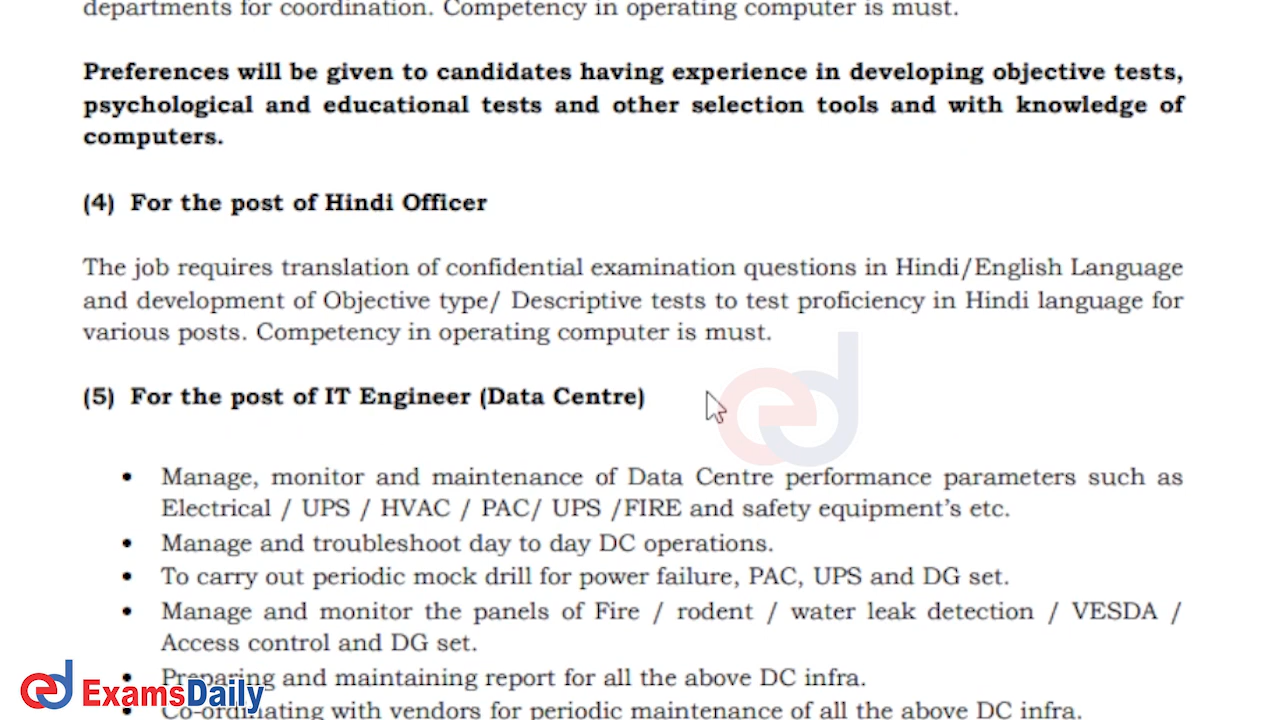 departments for coordination. Competency in operating computer is must.
Preferences will be given to candidates having experience in developing objective tests,
psychological and educational tests and other selection tools and with knowledge of
computers.
(4) For the post of Hindi Officer
The job requires translation of confidential examination questions in Hindi/English Language
and development of Objective type/ Descriptive tests to test proficiency in Hindi language for
various posts. Competency in operating computer is must.
(5) For the post of IT Engineer (Data Centre)
ed
• Manage, monitor and maintenance of Data Centre performance parameters such as
Electrical / UPS / HVAC / PAC/ UPS /FIRE and safety equipment's etc.
• Manage and troubleshoot day to day DC operations.
• To carry out periodic mock drill for power failure, PAC, UPS and DG set.
• Manage and monitor the panels of Fire / rodent / water leak detection / VESDA /
Access control and DG set.
• Preparing and maintaining report for all the above DC infra.
• Co-ordinating with vendors for periodic maintenance of all the above DC infra.
ed ExamsDaily